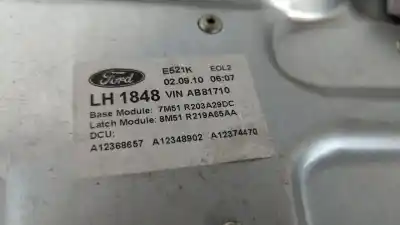 Ford
E521K EOL2
02.09.10 06:07
LH 1848 VIN AB81710
Base Module: 7M51 R203A29DC
Latch Module: 8M51 R219A65AA
DCU:
A12368657 A12348902 A12374470